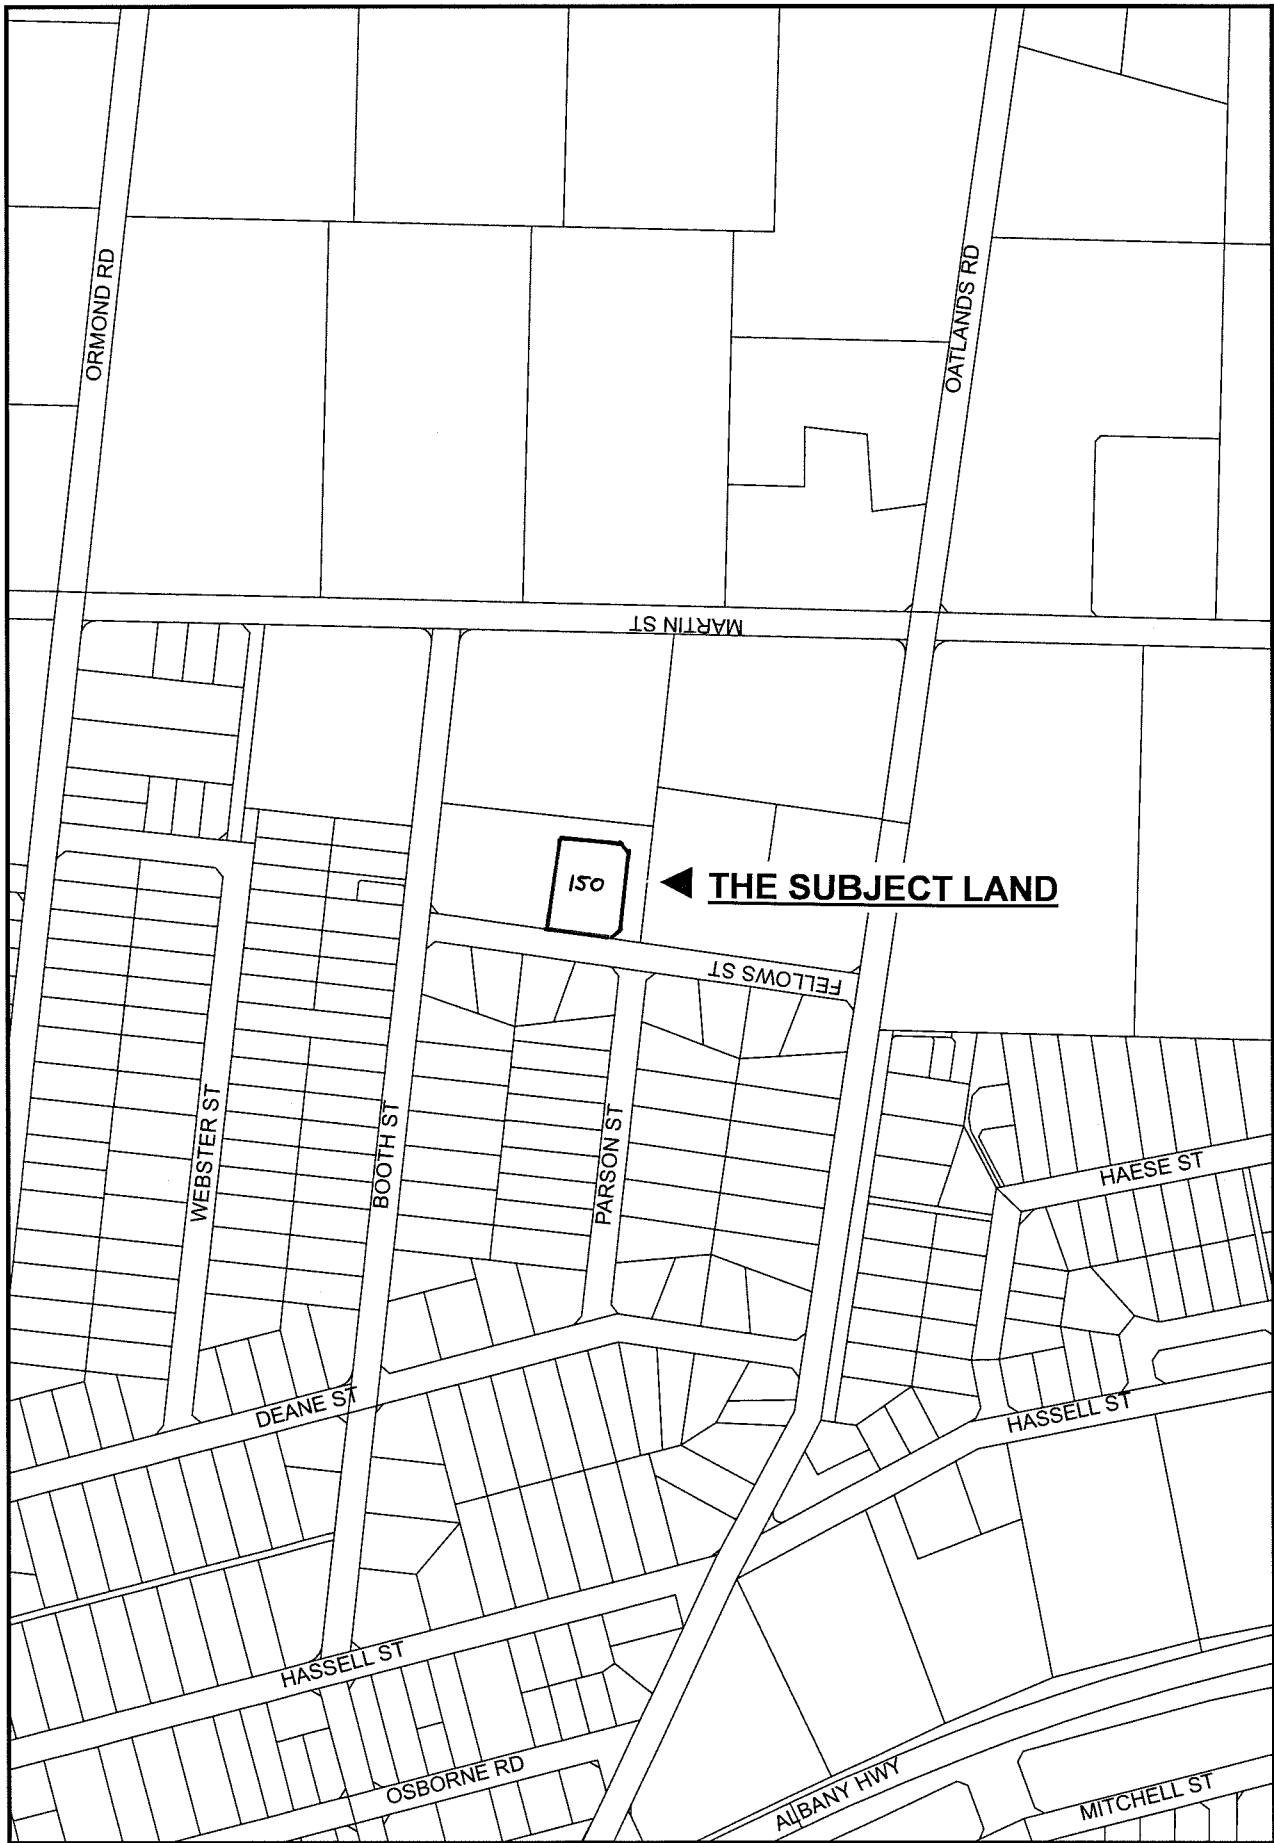 ORMOND RD
OATLANDS RD
MARTIN ST
150
THE SUBJECT LAND
FELLOWS ST
WEBSTER ST
BOOTH ST
PARSON ST
HAESE ST
DEANE ST
HASSELL ST
HASSELL ST
OSBORNE RD
ALBANY HWY
MITCHELL ST